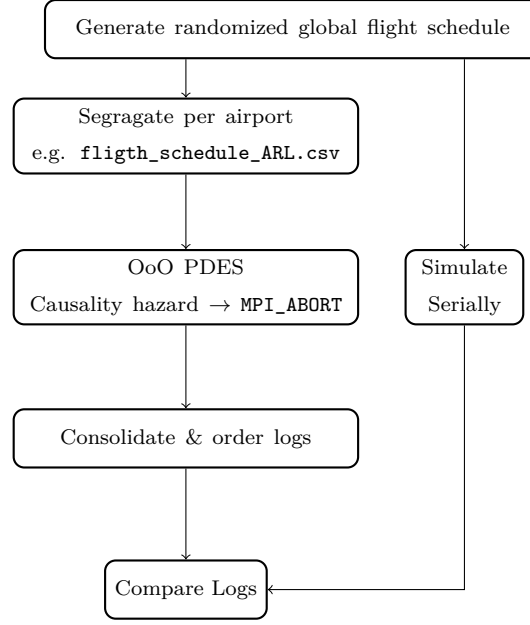 Generate randomized global flight schedule
Segragate per airport
e.g. fligth_schedule_ARL.csv
OoO PDES
Causality hazard → MPI_ABORT
Simulate
Serially
Consolidate & order logs
Compare Logs